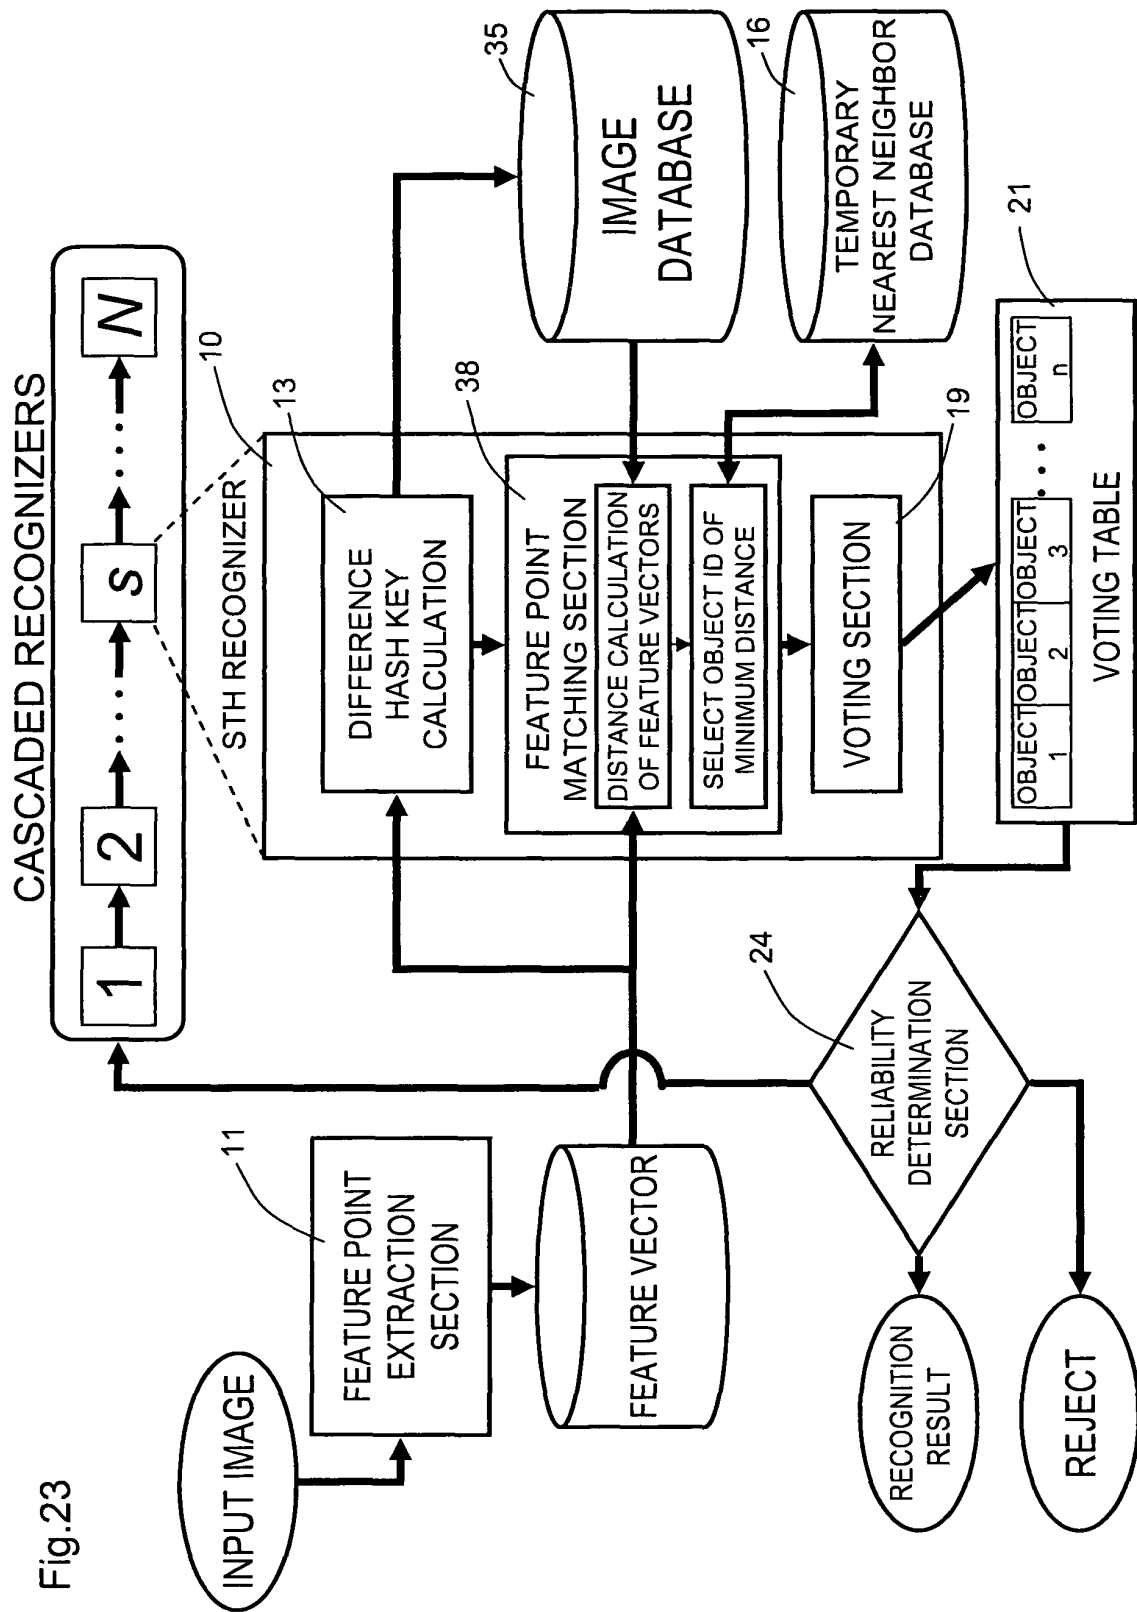 Fig.23
CASCADED RECOGNIZERS
1
2
s
N
INPUT IMAGE
11
FEATURE POINT
EXTRACTION
SECTION
FEATURE VECTOR
STH RECOGNIZER
10
13
DIFFERENCE
HASH KEY
CALCULATION
38
FEATURE POINT
MATCHING SECTION
DISTANCE CALCULATION
OF FEATURE VECTORS
SELECT OBJECT ID OF
MINIMUM DISTANCE
19
VOTING SECTION
35
IMAGE
DATABASE
16
TEMPORARY
NEAREST NEIGHBOR
DATABASE
21
OBJECT
1
OBJECT
2
OBJECT
3
OBJECT
n
VOTING TABLE
24
RELIABILITY
DETERMINATION
SECTION
RECOGNITION
RESULT
REJECT